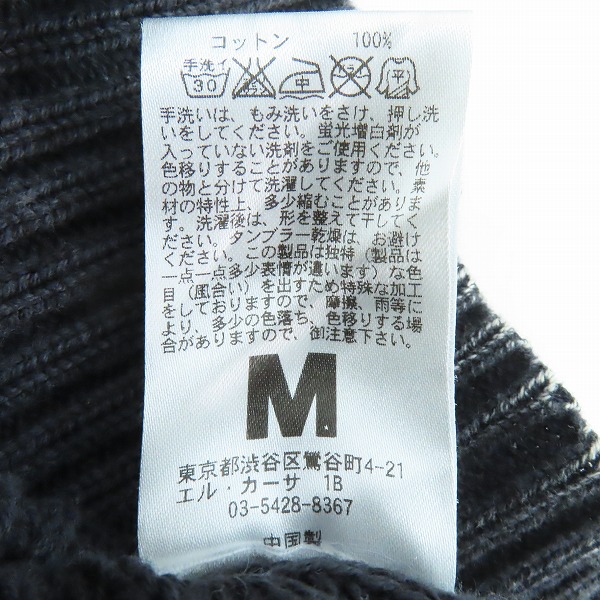 コットン 100%
手洗イ 30 中 ドライ 平
手洗いは、もみ洗いをさけ、押し洗
いをしてください。蛍光増白剤が
入っていない洗剤をご使用ください。
色移りすることがありますので、他
の物と分けて洗濯してください。素
材の特性上、多少縮むことがありま
す。洗濯後は、形を整えて干してく
ださい。タンブラー乾燥は、お避け
ください。この製品は独特（製品は
一点一点多少表情が違います）な色
目（風合い）を出すため特殊な加工
をしておりますので、摩擦、雨等に
より、多少の色落ち、色移りする場
合がありますので、御注意下さい。
M
東京都渋谷区鶯谷町4-21
エル・カーサ 1B
03-5428-8367
中国製